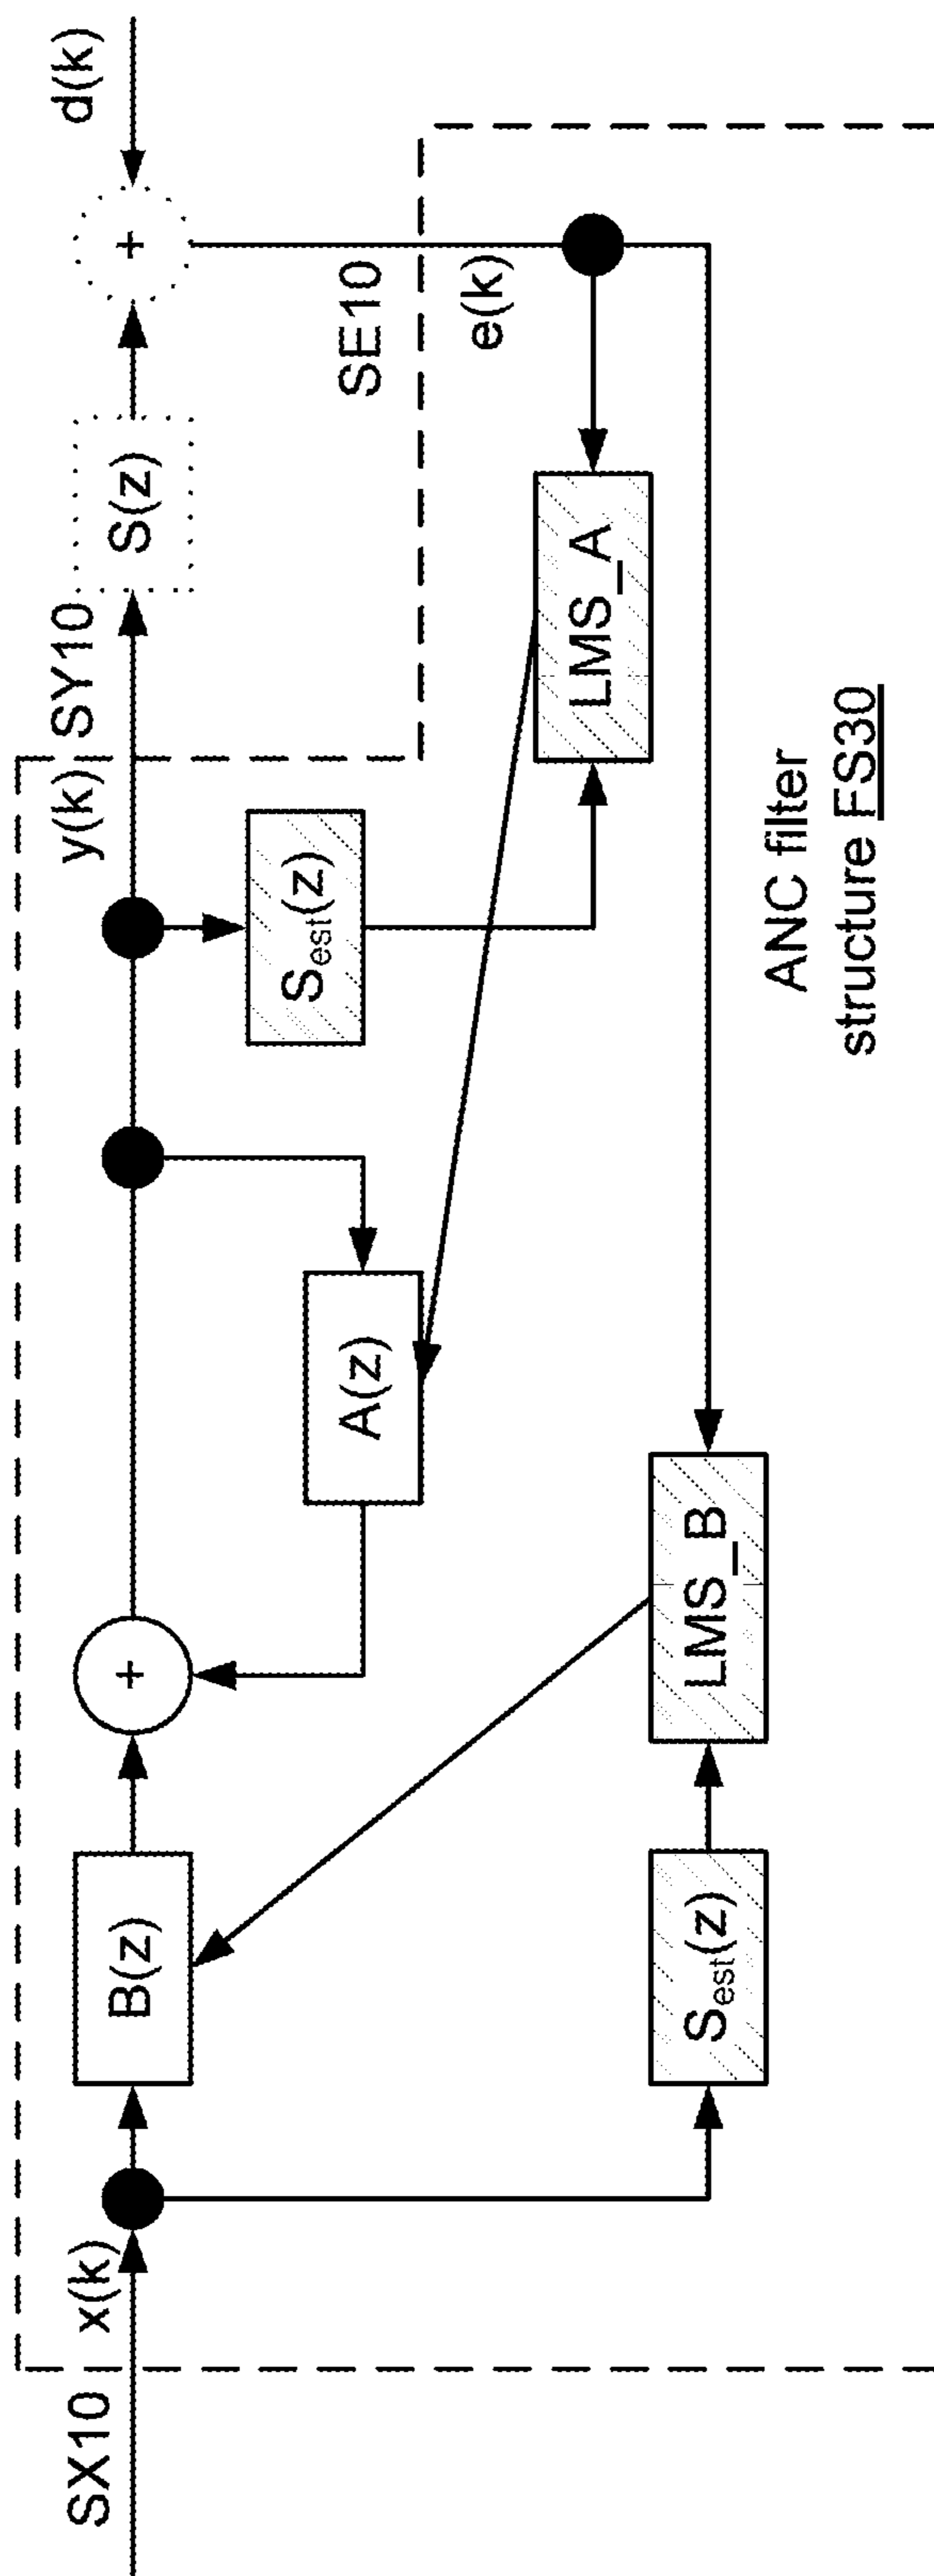 SX10
x(k)
B(z)
+
y(k)
SY10
S(z)
+
d(k)
A(z)
S_est(z)
SE10
e(k)
LMS_A
S_est(z)
LMS_B
ANC filter
structure FS30